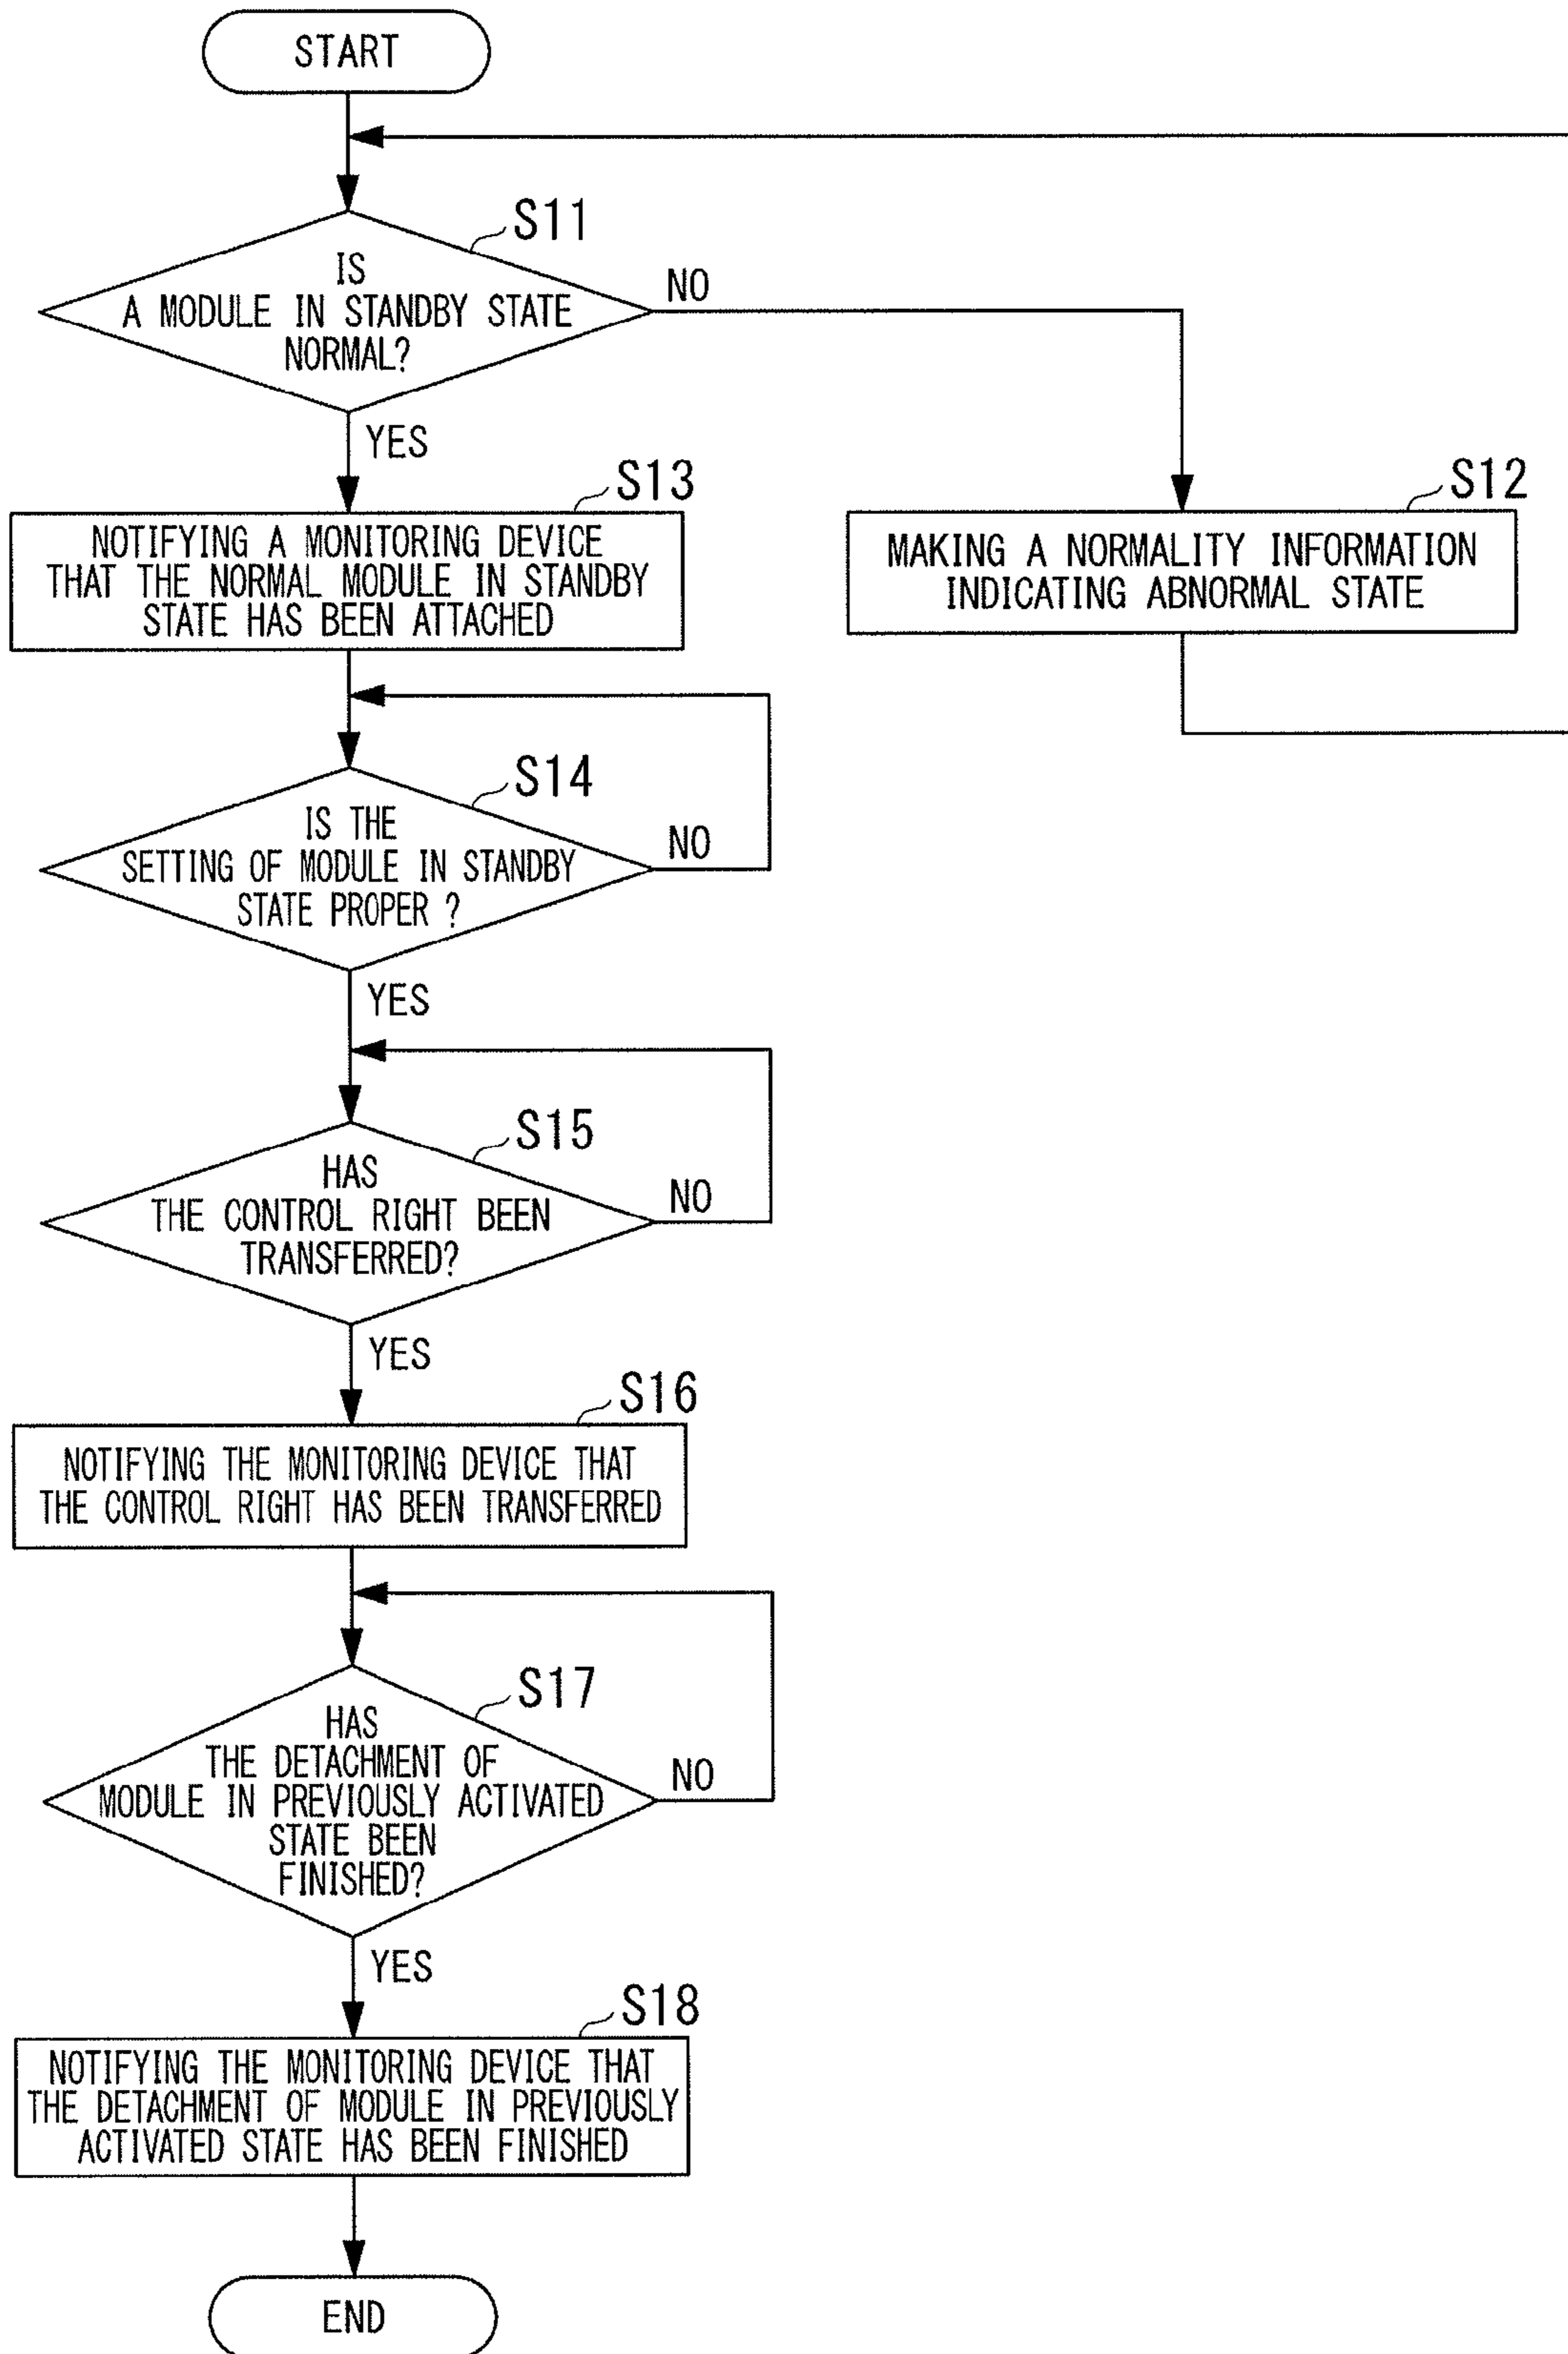 START
S11
IS
A MODULE IN STANDBY STATE
NORMAL?
NO
YES
S13
NOTIFYING A MONITORING DEVICE
THAT THE NORMAL MODULE IN STANDBY
STATE HAS BEEN ATTACHED
S12
MAKING A NORMALITY INFORMATION
INDICATING ABNORMAL STATE
S14
IS THE
SETTING OF MODULE IN STANDBY
STATE PROPER ?
NO
YES
S15
HAS
THE CONTROL RIGHT BEEN
TRANSFERRED?
NO
YES
S16
NOTIFYING THE MONITORING DEVICE THAT
THE CONTROL RIGHT HAS BEEN TRANSFERRED
S17
HAS
THE DETACHMENT OF
MODULE IN PREVIOUSLY ACTIVATED
STATE BEEN
FINISHED?
NO
YES
S18
NOTIFYING THE MONITORING DEVICE THAT
THE DETACHMENT OF MODULE IN PREVIOUSLY
ACTIVATED STATE HAS BEEN FINISHED
END